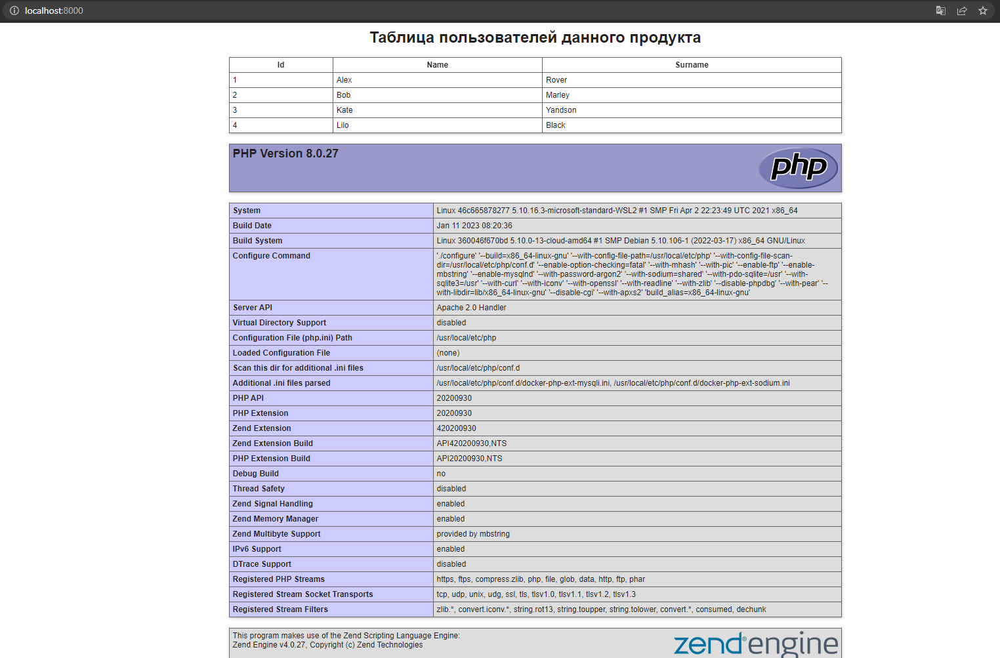 localhost:8000
Таблица пользователей данного продукта
Id Name Surname
1 Alex Rover
2 Bob Marley
3 Kate Yandson
4 Lilo Black
PHP Version 8.0.27
php
System Linux 46c665878277 5.10.16.3-microsoft-standard-WSL2 #1 SMP Fri Apr 2 22:23:49 UTC 2021 x86_64
Build Date Jan 11 2023 08:20:36
Build System Linux 360046f670bd 5.10.0-13-cloud-amd64 #1 SMP Debian 5.10.106-1 (2022-03-17) x86_64 GNU/Linux
Configure Command './configure' '--build=x86_64-linux-gnu' '--with-config-file-path=/usr/local/etc/php' '--with-config-file-scan-
dir=/usr/local/etc/php/conf.d' '--enable-option-checking=fatal' '--with-mhash' '--with-pic' '--enable-ftp' '--enable-
mbstring' '--enable-mysqlnd' '--with-password-argon2' '--with-sodium=shared' '--with-pdo-sqlite=/usr' '--with-
sqlite3=/usr' '--with-curl' '--with-iconv' '--with-openssl' '--with-readline' '--with-zlib' '--disable-phpdbg' '--with-pear' '--
with-libdir=lib/x86_64-linux-gnu' '--disable-cgi' '--with-apxs2' 'build_alias=x86_64-linux-gnu'
Server API Apache 2.0 Handler
Virtual Directory Support disabled
Configuration File (php.ini) Path /usr/local/etc/php
Loaded Configuration File (none)
Scan this dir for additional .ini files /usr/local/etc/php/conf.d
Additional .ini files parsed /usr/local/etc/php/conf.d/docker-php-ext-mysqli.ini, /usr/local/etc/php/conf.d/docker-php-ext-sodium.ini
PHP API 20200930
PHP Extension 20200930
Zend Extension 420200930
Zend Extension Build API420200930,NTS
PHP Extension Build API20200930,NTS
Debug Build no
Thread Safety disabled
Zend Signal Handling enabled
Zend Memory Manager enabled
Zend Multibyte Support provided by mbstring
IPv6 Support enabled
DTrace Support disabled
Registered PHP Streams https, ftps, compress.zlib, php, file, glob, data, http, ftp, phar
Registered Stream Socket Transports tcp, udp, unix, udg, ssl, tls, tlsv1.0, tlsv1.1, tlsv1.2, tlsv1.3
Registered Stream Filters zlib.*, convert.iconv.*, string.rot13, string.toupper, string.tolower, convert.*, consumed, dechunk
This program makes use of the Zend Scripting Language Engine:
Zend Engine v4.0.27, Copyright (c) Zend Technologies
zend® engine